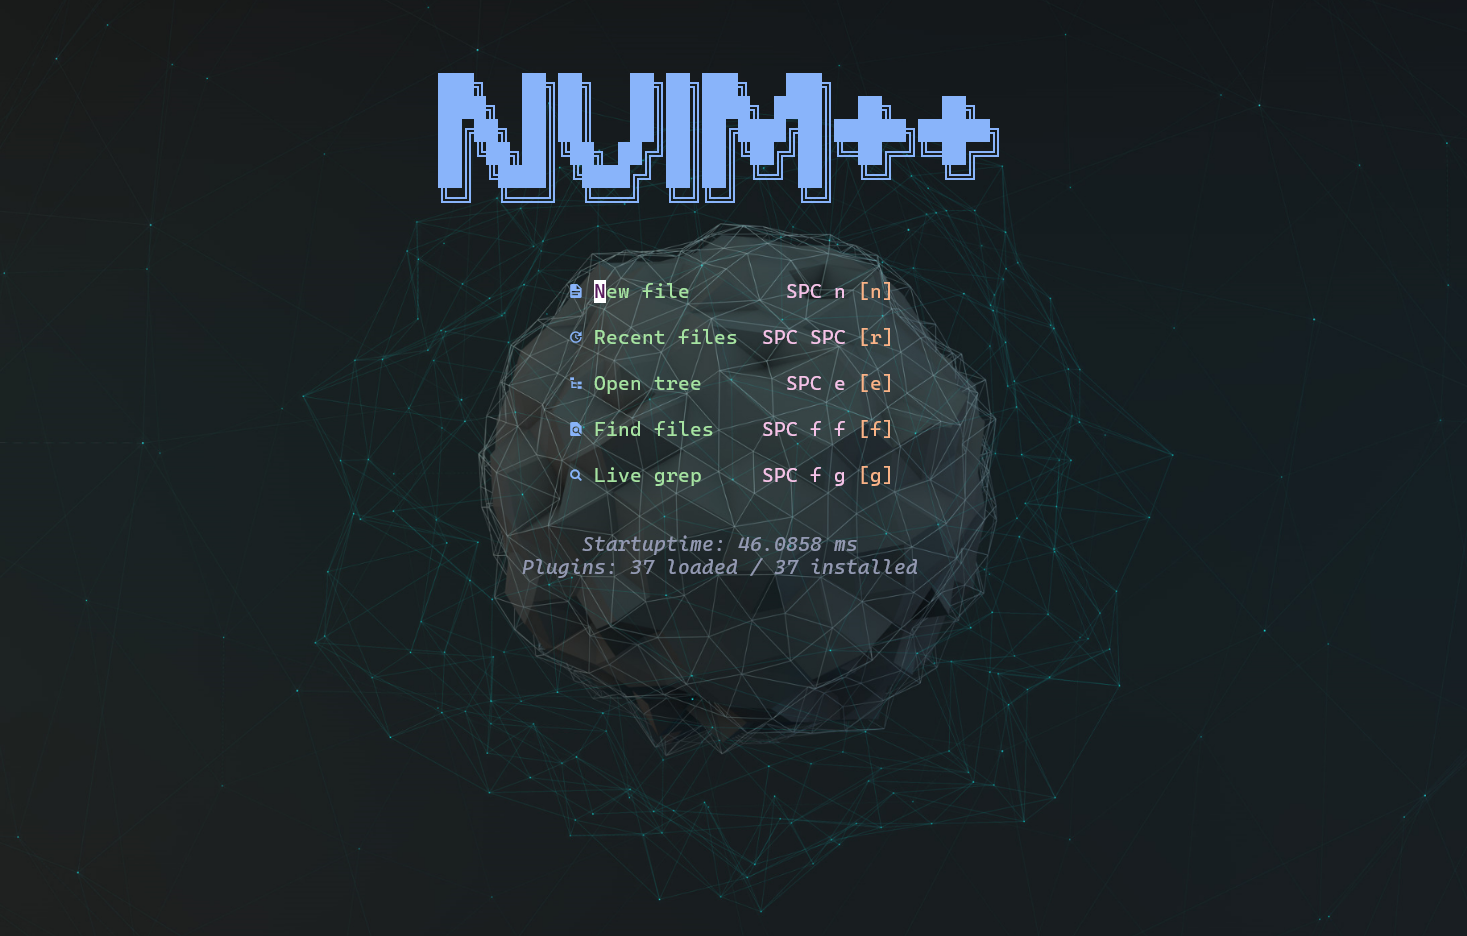 NVIM++
New file SPC n [n]
Recent files SPC SPC [r]
Open tree SPC e [e]
Find files SPC f f [f]
Live grep SPC f g [g]
Startuptime: 46.0858 ms
Plugins: 37 loaded / 37 installed